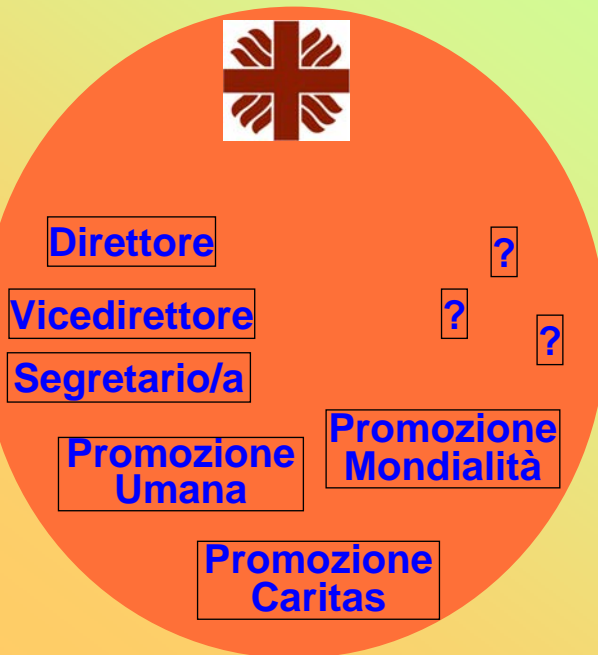 Direttore
?
Vicedirettore
?
?
Segretario/a
Promozione
Mondialità
Promozione
Umana
Promozione
Caritas